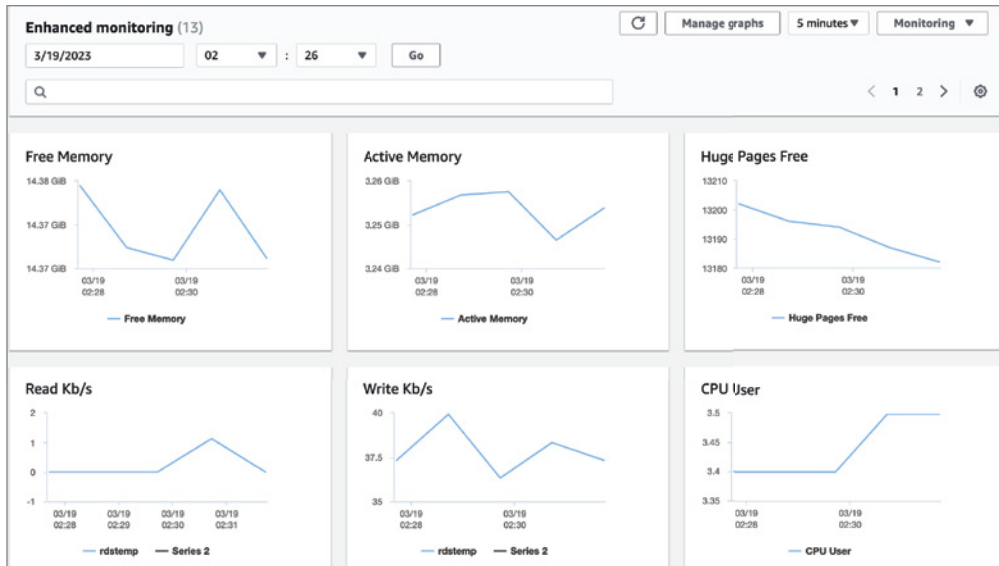 Enhanced monitoring (13)
Manage graphs
5 minutes
Monitoring
3/19/2023
02
:
26
Go
1 2
Free Memory
14.38 GiB
14.37 GiB
14.37 GiB
03/19 03/19
02:28 02:30
Free Memory
Active Memory
3.26 GiB
3.25 GiB
3.24 GiB
03/19 03/19
02:28 02:30
Active Memory
Huge Pages Free
13210
13200
13190
13180
03/19 03/19
02:28 02:30
Huge Pages Free
Read Kb/s
2
1
0
-1
03/19 03/19 03/19 03/19
02:28 02:29 02:30 02:31
rdstemp Series 2
Write Kb/s
40
37.5
35
03/19 03/19
02:28 02:30
rdstemp Series 2
CPU User
3.5
3.45
3.4
3.35
03/19 03/19
02:28 02:30
CPU User